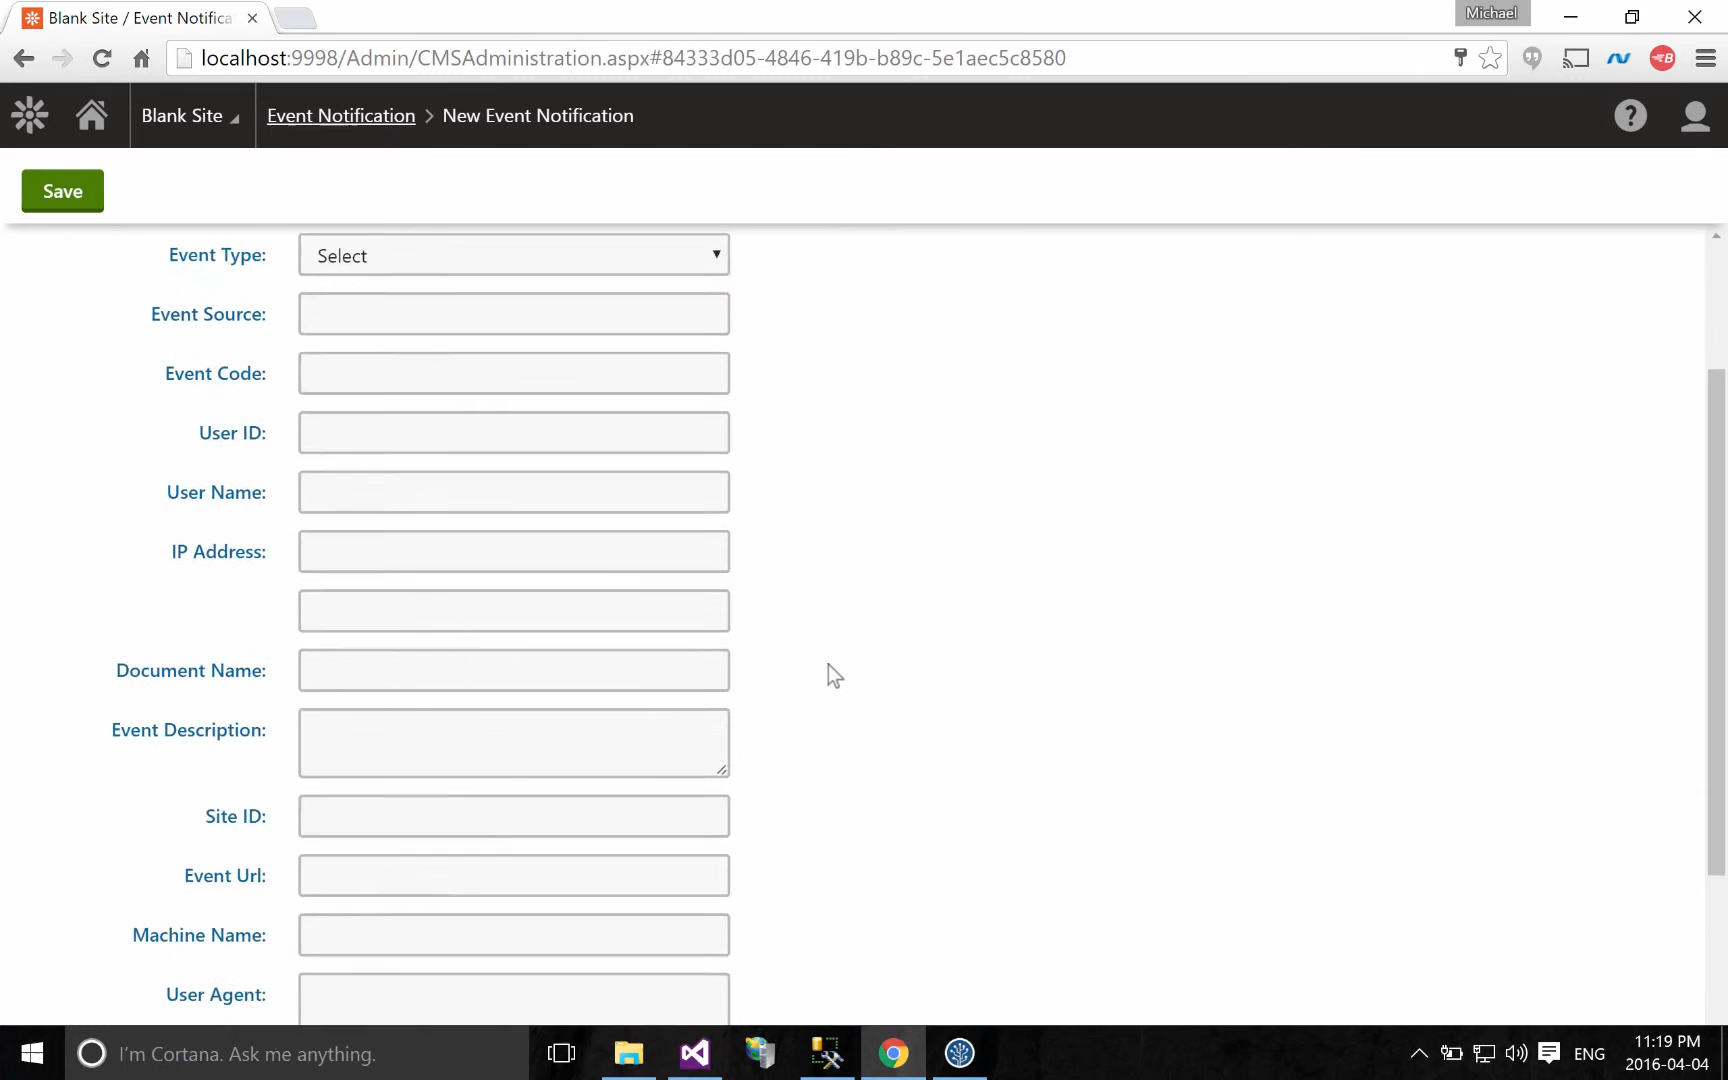 Blank Site / Event Notifica
Michael
localhost:9998/Admin/CMSAdministration.aspx#84333d05-4846-419b-b89c-5e1aec5c8580
Blank Site
Event Notification > New Event Notification
?
Save
Event Type:
Select
Event Source:
Event Code:
User ID:
User Name:
IP Address:
Document Name:
Event Description:
Site ID:
Event Url:
Machine Name:
User Agent:
I'm Cortana. Ask me anything.
ENG
11:19 PM
2016-04-04